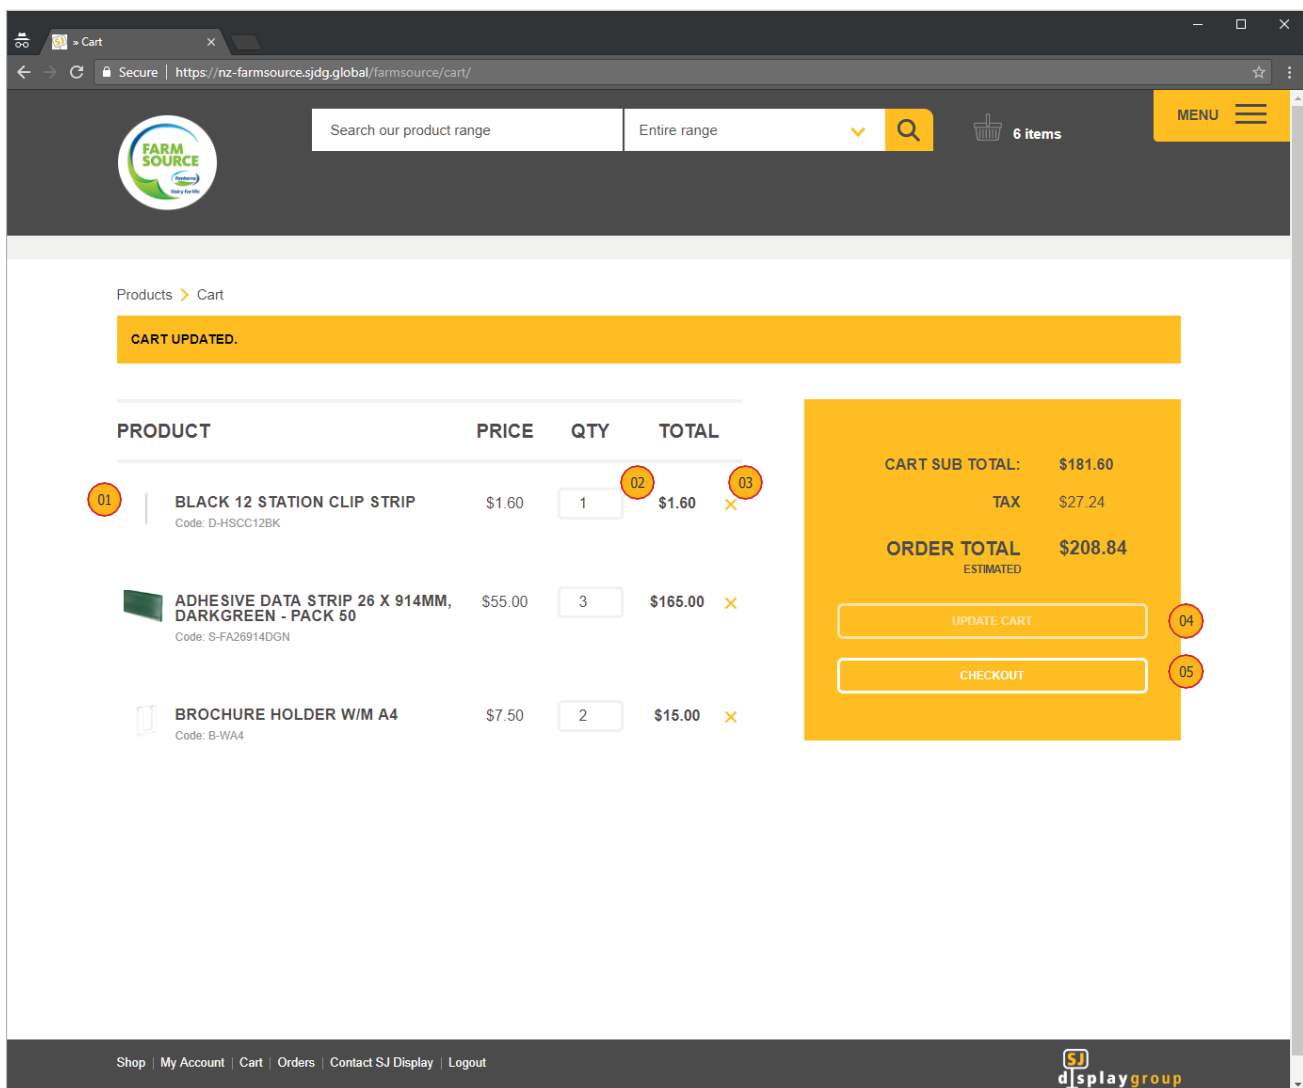 » Cart
Secure | https://nz-farmsource.sjdg.global/farmsource/cart/
FARM
SOURCE
Fonterra
Dairy for life
Search our product range
Entire range
6 items
MENU
Products > Cart
CART UPDATED.
PRODUCT PRICE QTY TOTAL
01 BLACK 12 STATION CLIP STRIP $1.60 1 02 $1.60 03
Code: D-HSCC12BK
ADHESIVE DATA STRIP 26 X 914MM, $55.00 3 $165.00
DARKGREEN - PACK 50
Code: S-FA26914DGN
BROCHURE HOLDER W/M A4 $7.50 2 $15.00
Code: B-WA4
CART SUB TOTAL: $181.60
TAX $27.24
ORDER TOTAL $208.84
ESTIMATED
UPDATE CART 04
CHECKOUT 05
Shop | My Account | Cart | Orders | Contact SJ Display | Logout
SJ
displaygroup